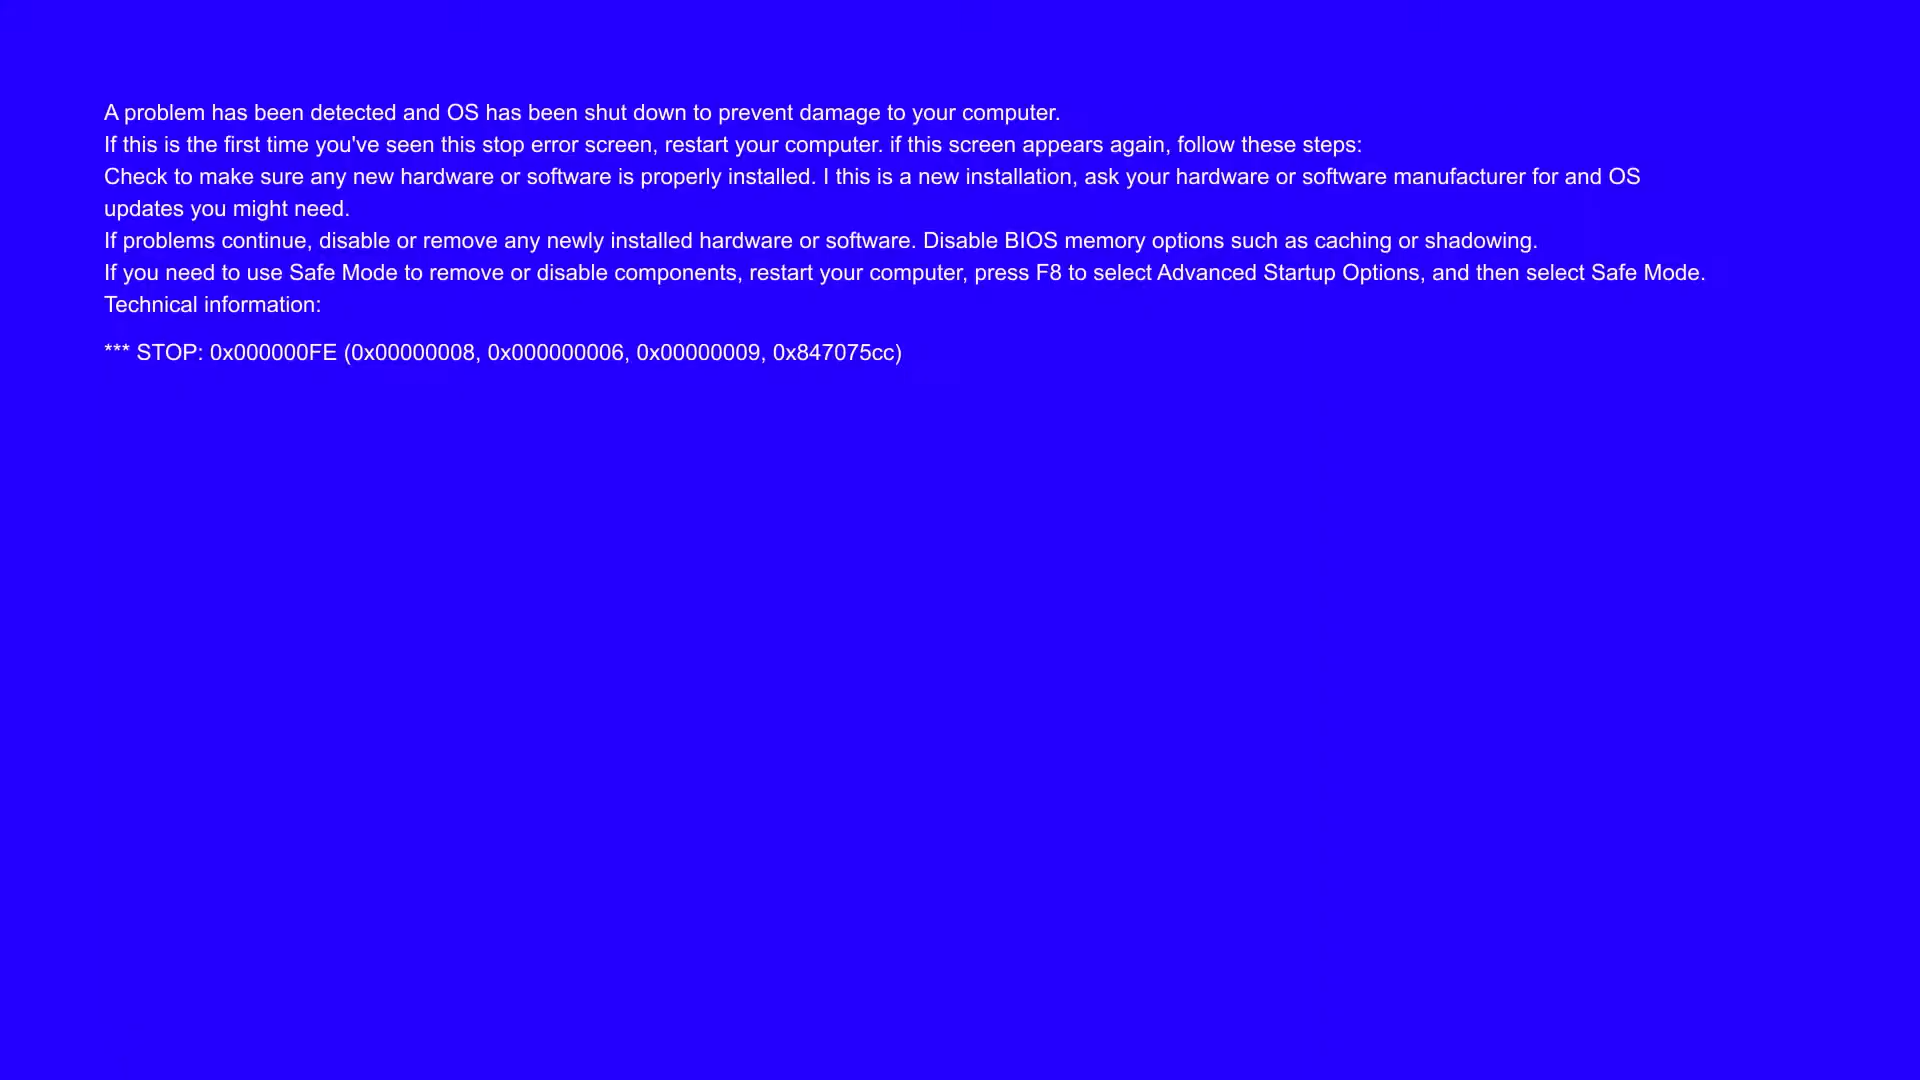 A problem has been detected and OS has been shut down to prevent damage to your computer.
If this is the first time you've seen this stop error screen, restart your computer. if this screen appears again, follow these steps:
Check to make sure any new hardware or software is properly installed. I this is a new installation, ask your hardware or software manufacturer for and OS
updates you might need.
If problems continue, disable or remove any newly installed hardware or software. Disable BIOS memory options such as caching or shadowing.
If you need to use Safe Mode to remove or disable components, restart your computer, press F8 to select Advanced Startup Options, and then select Safe Mode.
Technical information:
*** STOP: 0x000000FE (0x00000008, 0x000000006, 0x00000009, 0x847075cc)